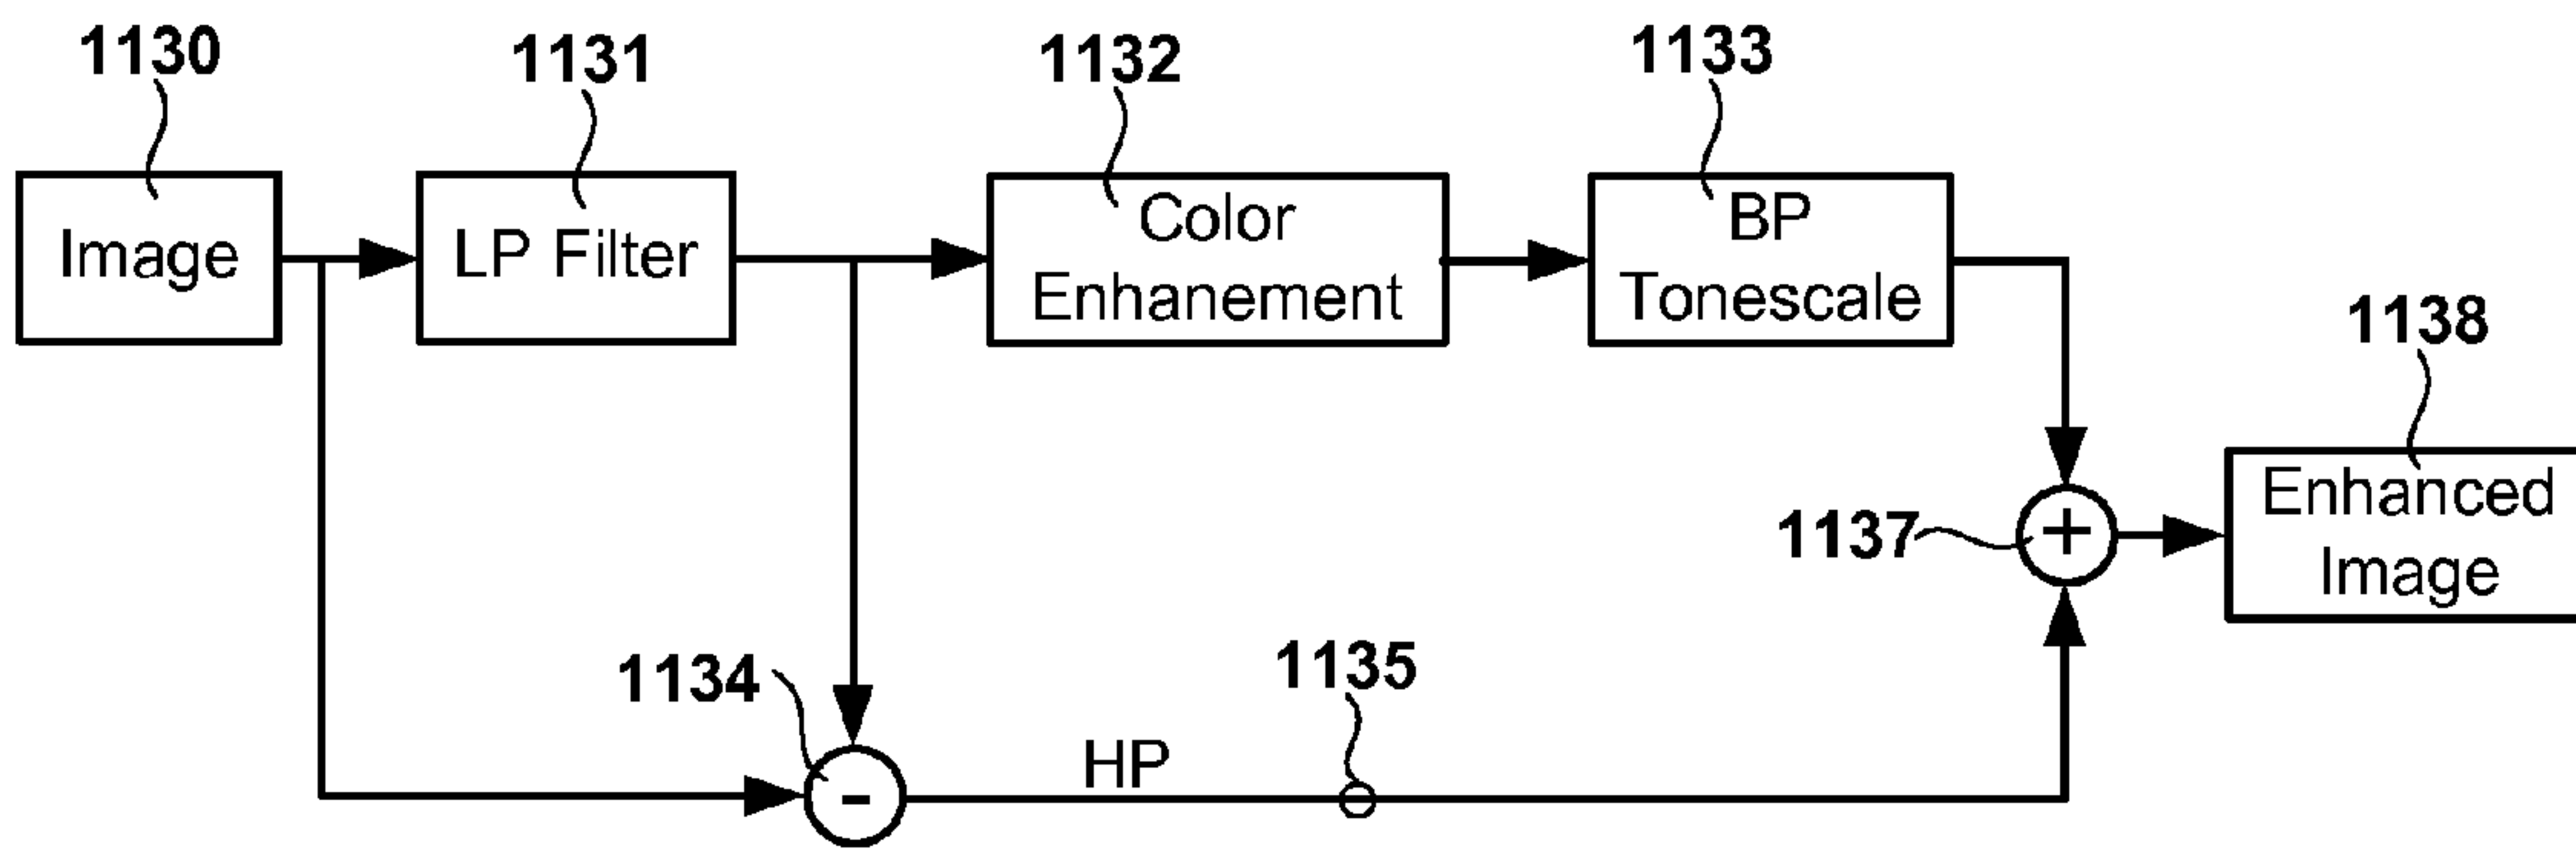 1130
1131
1132
1133
Image
LP Filter
Color
Enhanement
BP
Tonescale
1138
Enhanced
Image
1137
+
1134
-
HP
1135